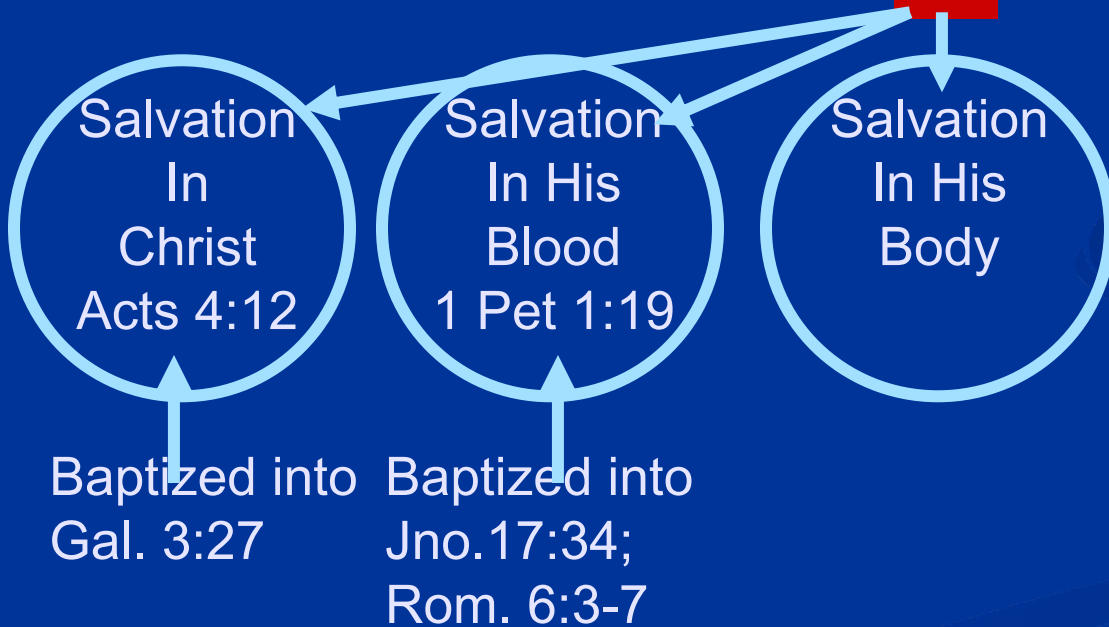 Salvation
In
Christ
Acts 4:12
Salvation
In His
Blood
1 Pet 1:19
Salvation
In His
Body
Baptized into
Gal. 3:27
Baptized into
Jno.17:34;
Rom. 6:3-7